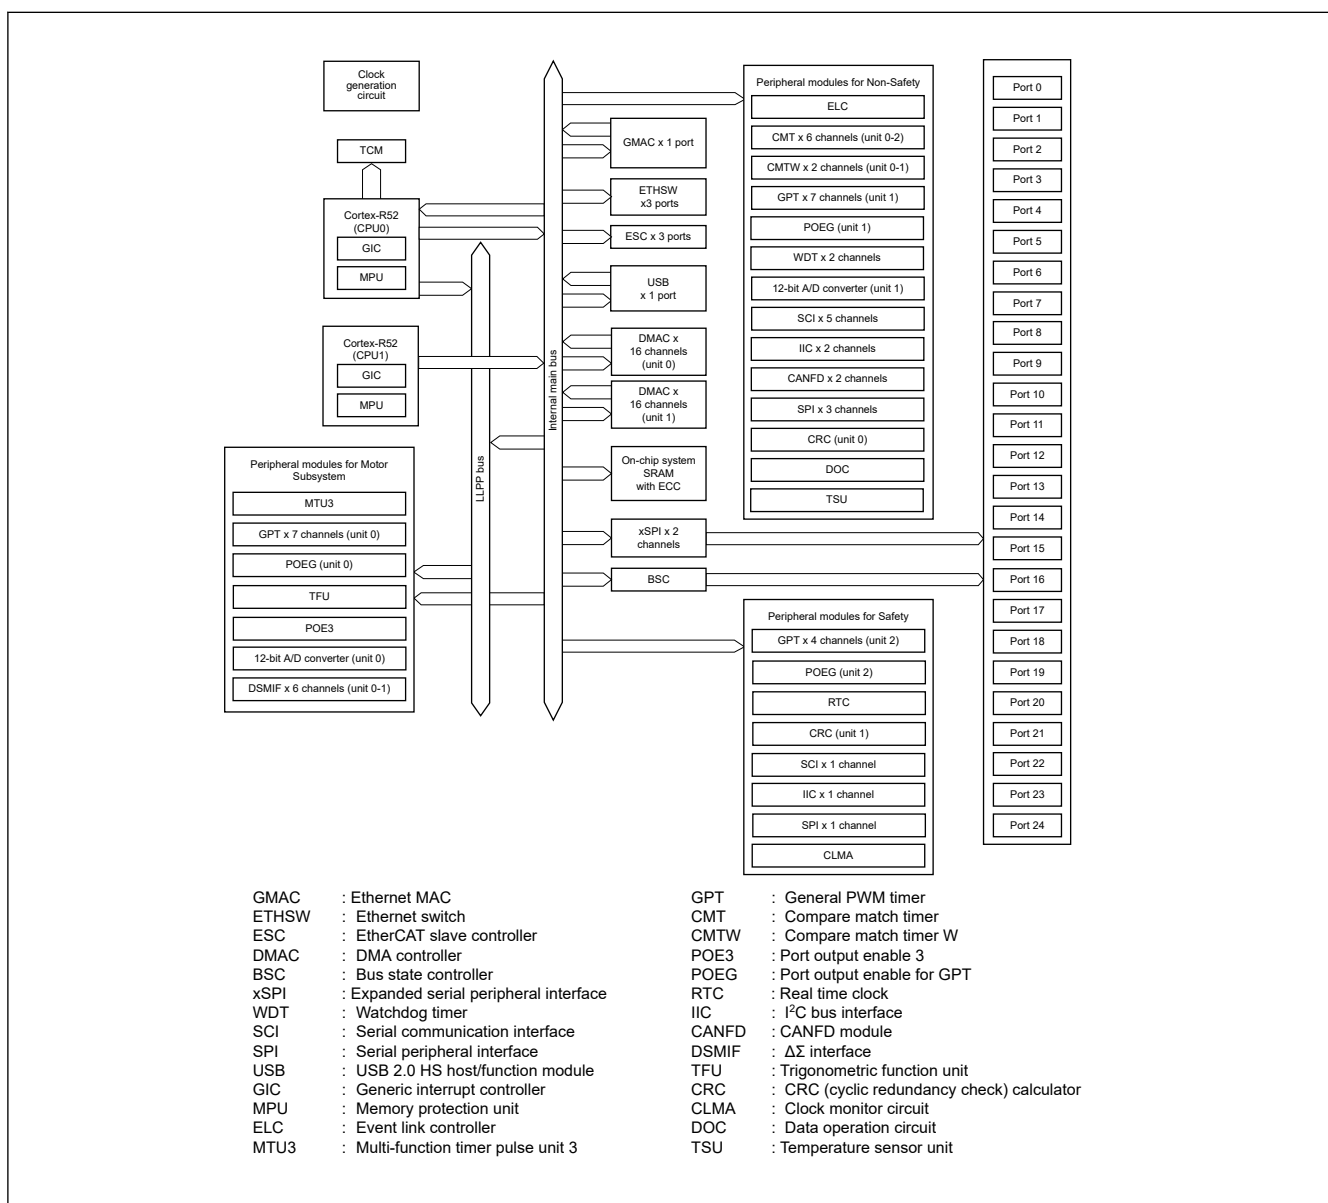 Clock
generation
circuit
TCM
Cortex-R52
(CPU0)
GIC
MPU
Cortex-R52
(CPU1)
GIC
MPU
Peripheral modules for Motor
Subsystem
MTU3
GPT x 7 channels (unit 0)
POEG (unit 0)
TFU
POE3
12-bit A/D converter (unit 0)
DSMIF x 6 channels (unit 0-1)
LLPP bus
Internal main bus
GMAC x 1 port
ETHSW
x3 ports
ESC x 3 ports
USB
x 1 port
DMAC x
16 channels
(unit 0)
DMAC x
16 channels
(unit 1)
On-chip system
SRAM
with ECC
xSPI x 2
channels
BSC
Peripheral modules for Non-Safety
ELC
CMT x 6 channels (unit 0-2)
CMTW x 2 channels (unit 0-1)
GPT x 7 channels (unit 1)
POEG (unit 1)
WDT x 2 channels
12-bit A/D converter (unit 1)
SCI x 5 channels
IIC x 2 channels
CANFD x 2 channels
SPI x 3 channels
CRC (unit 0)
DOC
TSU
Peripheral modules for Safety
GPT x 4 channels (unit 2)
POEG (unit 2)
RTC
CRC (unit 1)
SCI x 1 channel
IIC x 1 channel
SPI x 1 channel
CLMA
Port 0
Port 1
Port 2
Port 3
Port 4
Port 5
Port 6
Port 7
Port 8
Port 9
Port 10
Port 11
Port 12
Port 13
Port 14
Port 15
Port 16
Port 17
Port 18
Port 19
Port 20
Port 21
Port 22
Port 23
Port 24
GMAC : Ethernet MAC
ETHSW : Ethernet switch
ESC : EtherCAT slave controller
DMAC : DMA controller
BSC : Bus state controller
xSPI : Expanded serial peripheral interface
WDT : Watchdog timer
SCI : Serial communication interface
SPI : Serial peripheral interface
USB : USB 2.0 HS host/function module
GIC : Generic interrupt controller
MPU : Memory protection unit
ELC : Event link controller
MTU3 : Multi-function timer pulse unit 3
GPT : General PWM timer
CMT : Compare match timer
CMTW : Compare match timer W
POE3 : Port output enable 3
POEG : Port output enable for GPT
RTC : Real time clock
IIC : I²C bus interface
CANFD : CANFD module
DSMIF : ΔΣ interface
TFU : Trigonometric function unit
CRC : CRC (cyclic redundancy check) calculator
CLMA : Clock monitor circuit
DOC : Data operation circuit
TSU : Temperature sensor unit